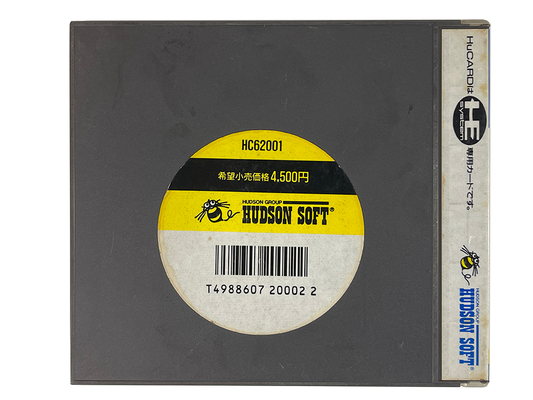 HC62001
希望小売価格 4,500円
HUDSON GROUP
HUDSON SOFT®
T4988607 20002 2
HuCARDは
HE
system
専用カードです。
HUDSON GROUP
HUDSON SOFT®